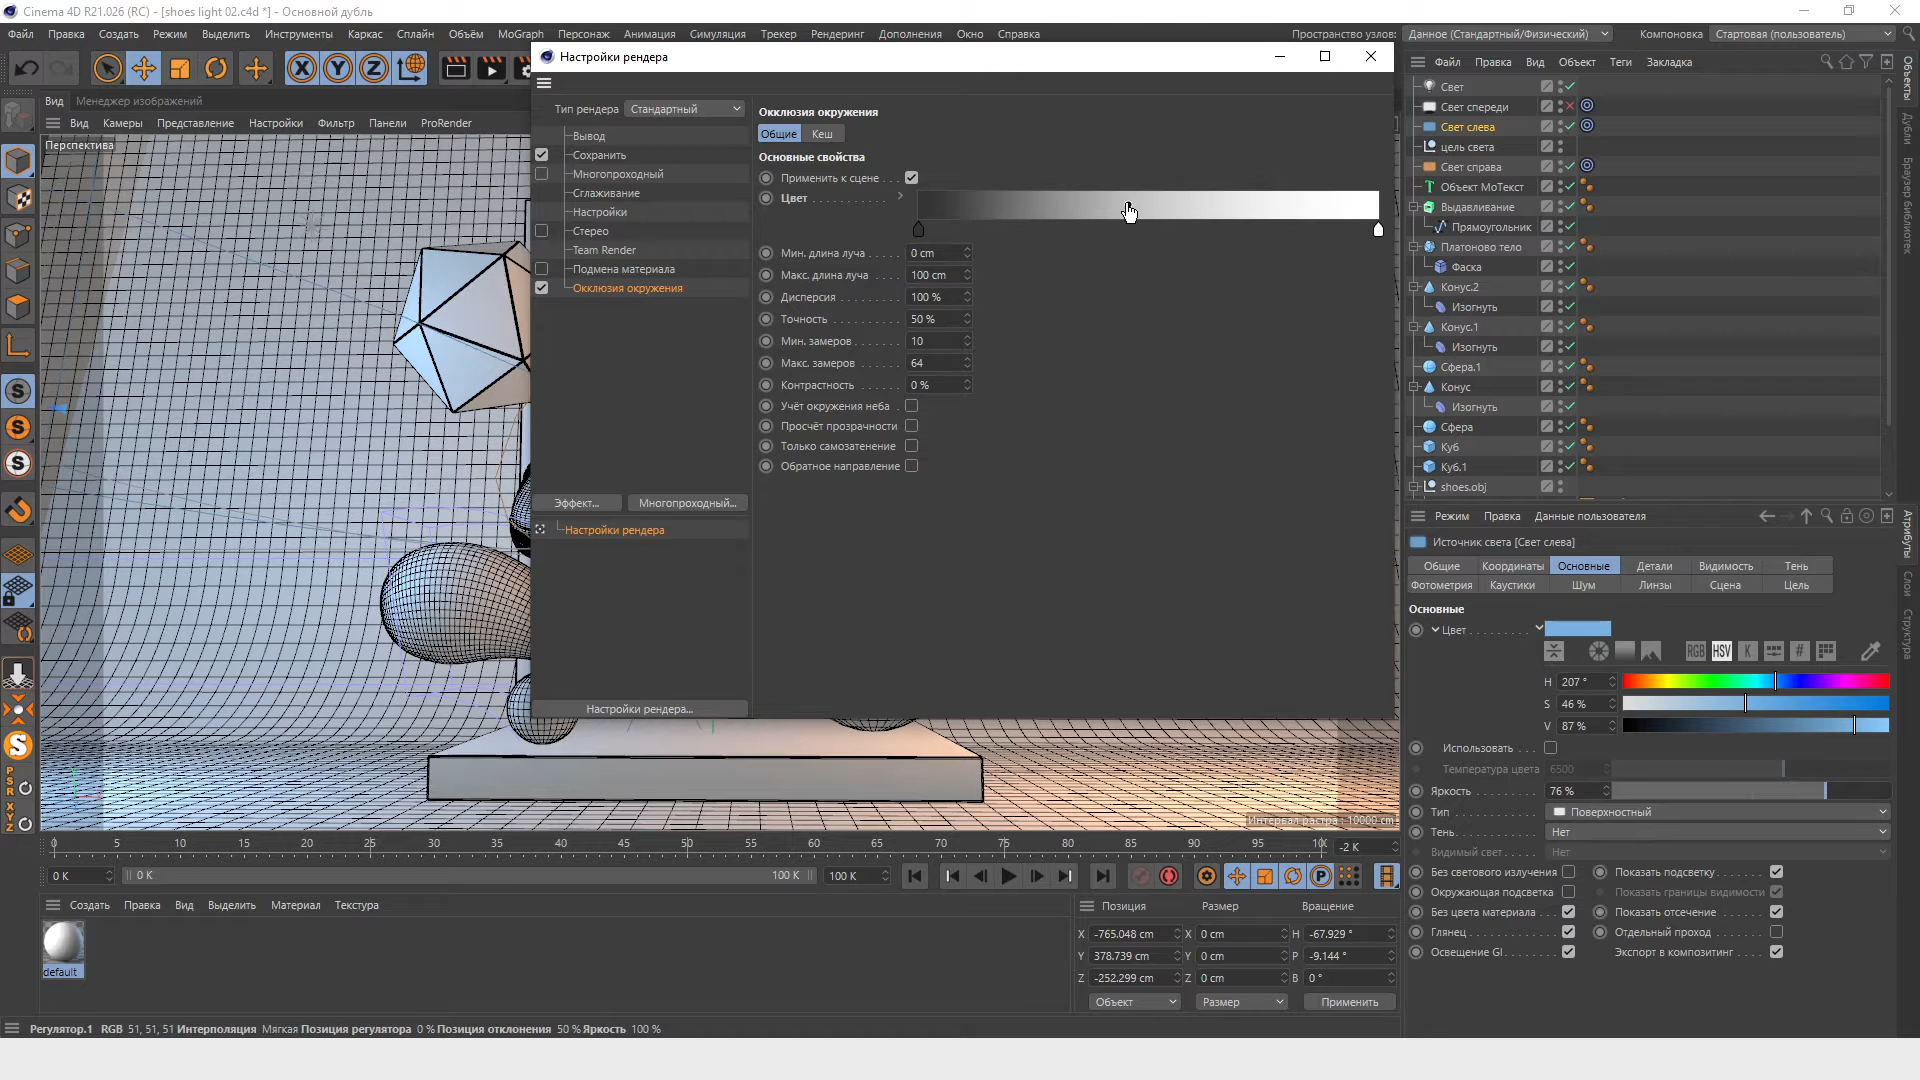 Cinema 4D R21.026 (RC) - [shoes light 02.c4d *] - Основной дубль
Файл Правка Создать Режим Выделить Инструменты Каркас Сплайн Объём MoGraph Персонаж Анимация Симуляция Трекер Рендеринг Дополнения Окно Справка
Пространство узлов: Данное (Стандартный/Физический) Компоновка Стартовая (пользователь)
Вид Менеджер изображений
Вид Камеры Представление Настройки Фильтр Панели ProRender
Перспектива
Настройки рендера
Тип рендера Стандартный
Вывод
Сохранить
Многопроходный
Сглаживание
Настройки
Стерео
Team Render
Подмена материала
Окклюзия окружения
Эффект... Многопроходный...
Настройки рендера
Настройки рендера...
Окклюзия окружения
Общие Кеш
Основные свойства
Применить к сцене . . .
Цвет . . . . . . . . . . .
Мин. длина луча . . . 0 cm
Макс. длина луча . . . . 100 cm
Дисперсия . . . . . . . 100 %
Точность . . . . . . . . 50 %
Мин. замеров . . . . . . 10
Макс. замеров . . . . . 64
Контрастность . . . . . 0 %
Учёт окружения неба .
Просчёт прозрачности
Только самозатенение
Обратное направление
Интервал растра : 10000 cm
Файл Правка Вид Объект Теги Закладка
Свет
Свет спереди
Свет слева
цель света
Свет справа
Объект МоТекст
Выдавливание
Прямоугольник
Платоново тело
Фаска
Конус.2
Изогнуть
Конус.1
Изогнуть
Сфера.1
Конус
Изогнуть
Сфера
Куб
Куб.1
shoes.obj
Объекты
Дубли
Браузер библиотек
Режим Правка Данные пользователя
Источник света [Свет слева]
Общие Координаты Основные Детали Видимость Тень
Фотометрия Каустики Шум Линзы Сцена Цель
Основные
Цвет . . . . . . . .
RGB HSV K #
H 207 °
S 46 %
V 87 %
Использовать . . . .
Температура цвета 6500
Яркость . . . . . . . . 76 %
Тип . . . . . . . . . . . Поверхностный
Тень. . . . . . . . . . . Нет
Видимый свет . . . . Нет
Без светового излучения Показать подсветку. . . . . .
Окружающая подсветка Показать границы видимости
Без цвета материала . . Показать отсечение . . . . .
Глянец. . . . . . . . . . . Отдельный проход . . . . . .
Освещение GI. . . . . . . . Экспорт в композитинг . . . .
Атрибуты
Слои
Структура
PSR
XYZ
0 5 10 15 20 25 30 35 40 45 50 55 60 65 70 75 80 85 90 95 -2 K
0 K 0 K 100 K 100 K
Создать Правка Вид Выделить Материал Текстура
default
Позиция Размер Вращение
X -765.048 cm X 0 cm H -67.929 °
Y 378.739 cm Y 0 cm P -9.144 °
Z -252.299 cm Z 0 cm B 0 °
Объект Размер Применить
Регулятор.1 RGB 51, 51, 51 Интерполяция Мягкая Позиция регулятора 0 % Позиция отклонения 50 % Яркость 100 %